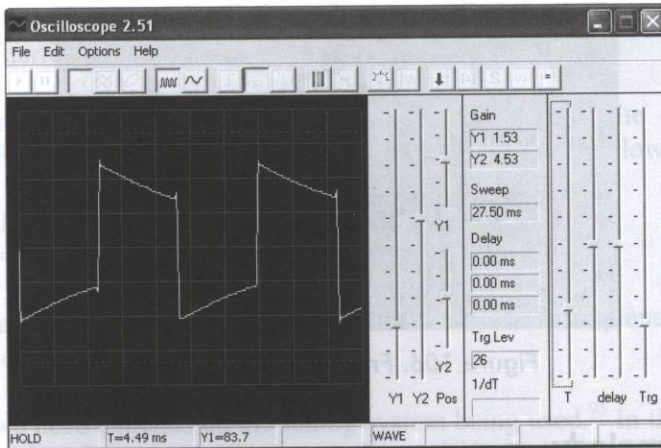 Oscilloscope 2.51
File Edit Options Help
Gain
Y1 1.53
Y2 4.53
Sweep
27.50 ms
Delay
0.00 ms
0.00 ms
0.00 ms
Trg Lev
26
1/dT
Y1
Y2
Y1 Y2 Pos
T delay Trg
HOLD T=4.49 ms Y1=83.7 WAVE